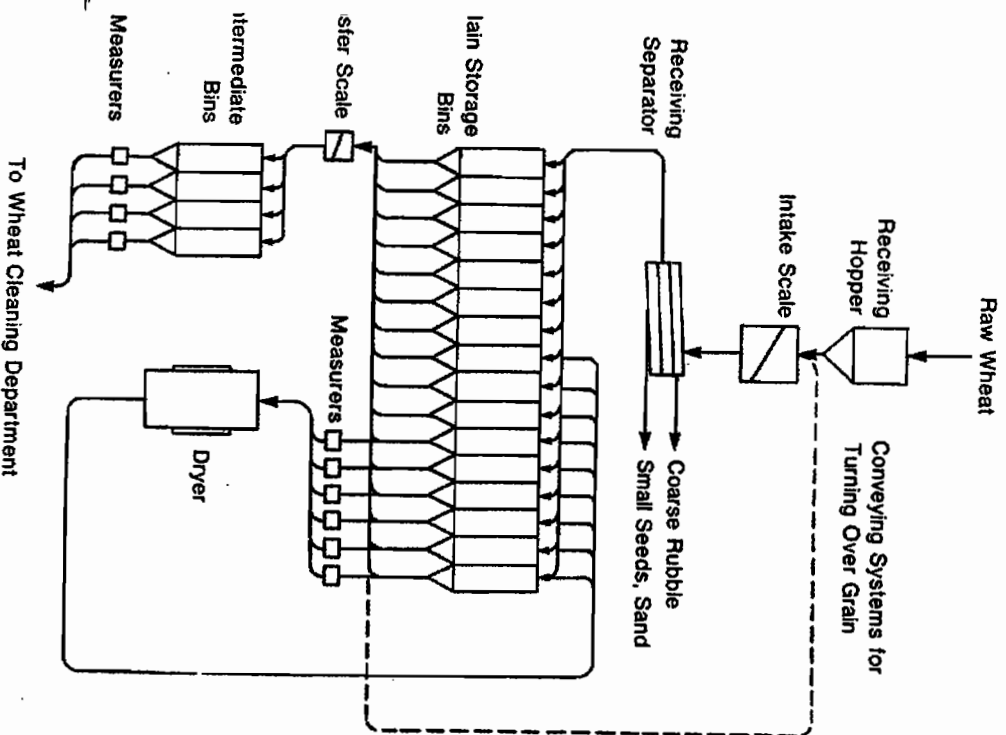 Raw Wheat
Receiving
Hopper
Intake Scale
Conveying Systems for
Turning Over Grain
Receiving
Separator
Coarse Rubble
Small Seeds, Sand
lain Storage
Bins
sfer Scale
Measurers
termediate
Bins
Dryer
Measurers
To Wheat Cleaning Department